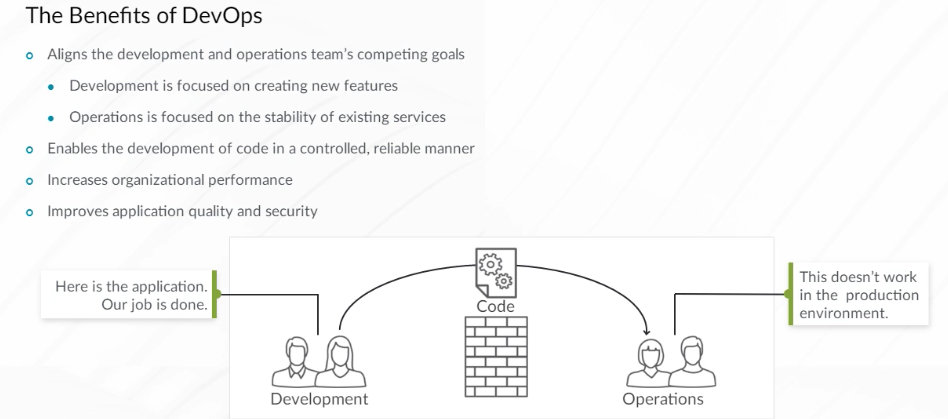 The Benefits of DevOps
Aligns the development and operations team's competing goals
Development is focused on creating new features
Operations is focused on the stability of existing services
Enables the development of code in a controlled, reliable manner
Increases organizational performance
Improves application quality and security
Here is the application.
Our job is done.
Code
This doesn't work
in the production
environment.
Development
Operations